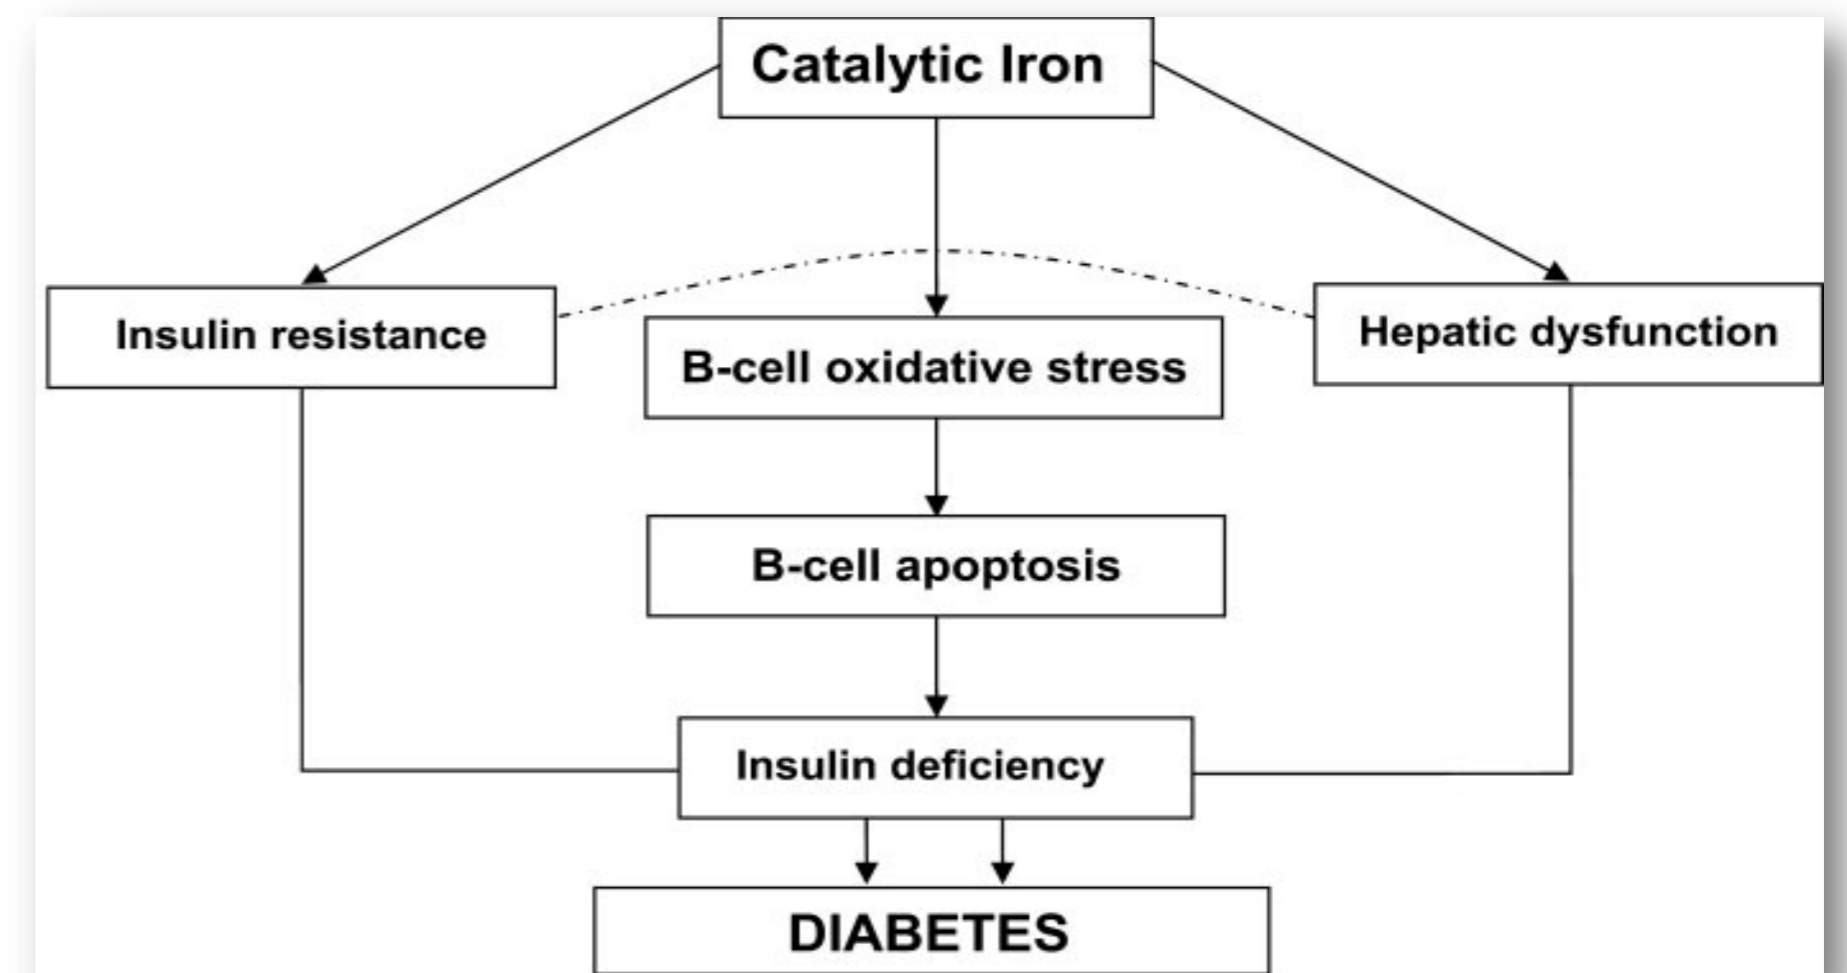 Catalytic Iron
Insulin resistance
Hepatic dysfunction
B-cell oxidative stress
B-cell apoptosis
Insulin deficiency
DIABETES